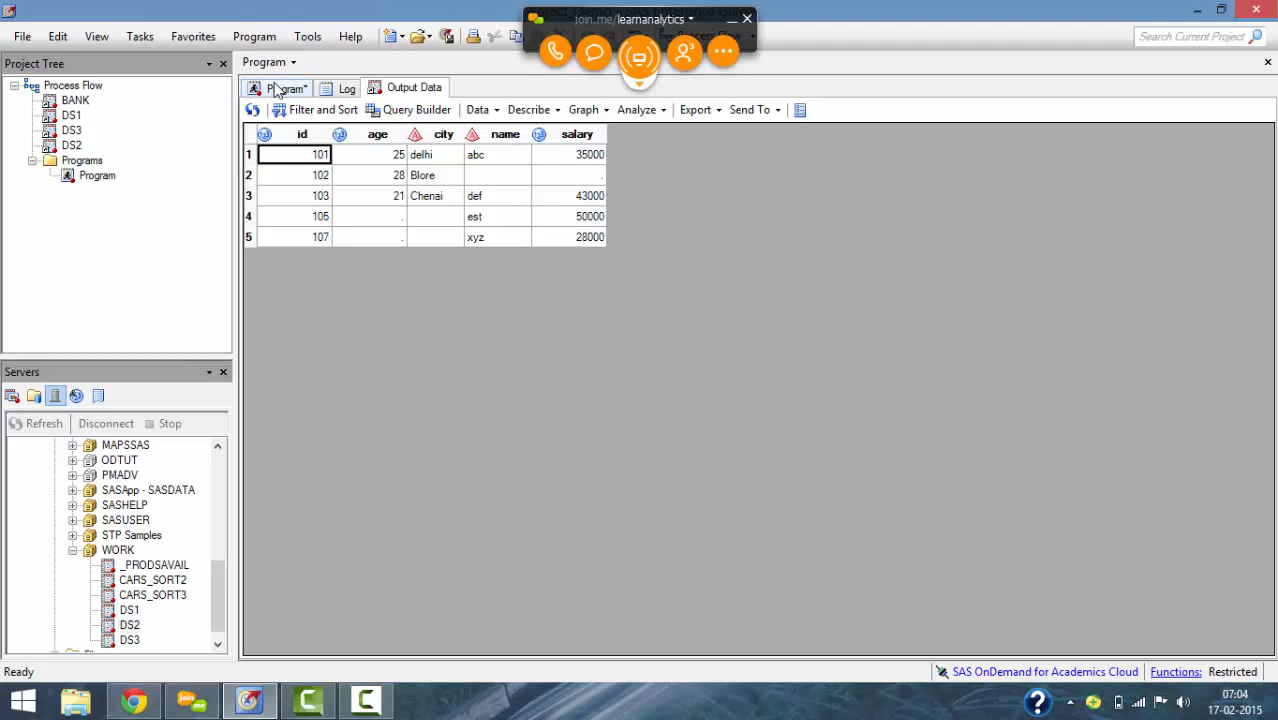 join.me/learnanalytics
File Edit View Tasks Favorites Program Tools Help
Search Current Project
Project Tree
Process Flow
BANK
DS1
DS3
DS2
Programs
Program
Program
Program* Log Output Data
Filter and Sort Query Builder Data Describe Graph Analyze Export Send To
id age city name salary
1 101 25 delhi abc 35000
2 102 28 Blore .
3 103 21 Chenai def 43000
4 105 . est 50000
5 107 . xyz 28000
Servers
Refresh Disconnect Stop
MAPSSAS
ODTUT
PMADV
SASApp - SASDATA
SASHELP
SASUSER
STP Samples
WORK
_PRODSAVAIL
CARS_SORT2
CARS_SORT3
DS1
DS2
DS3
Ready
SAS OnDemand for Academics Cloud Functions: Restricted
07:04
17-02-2015